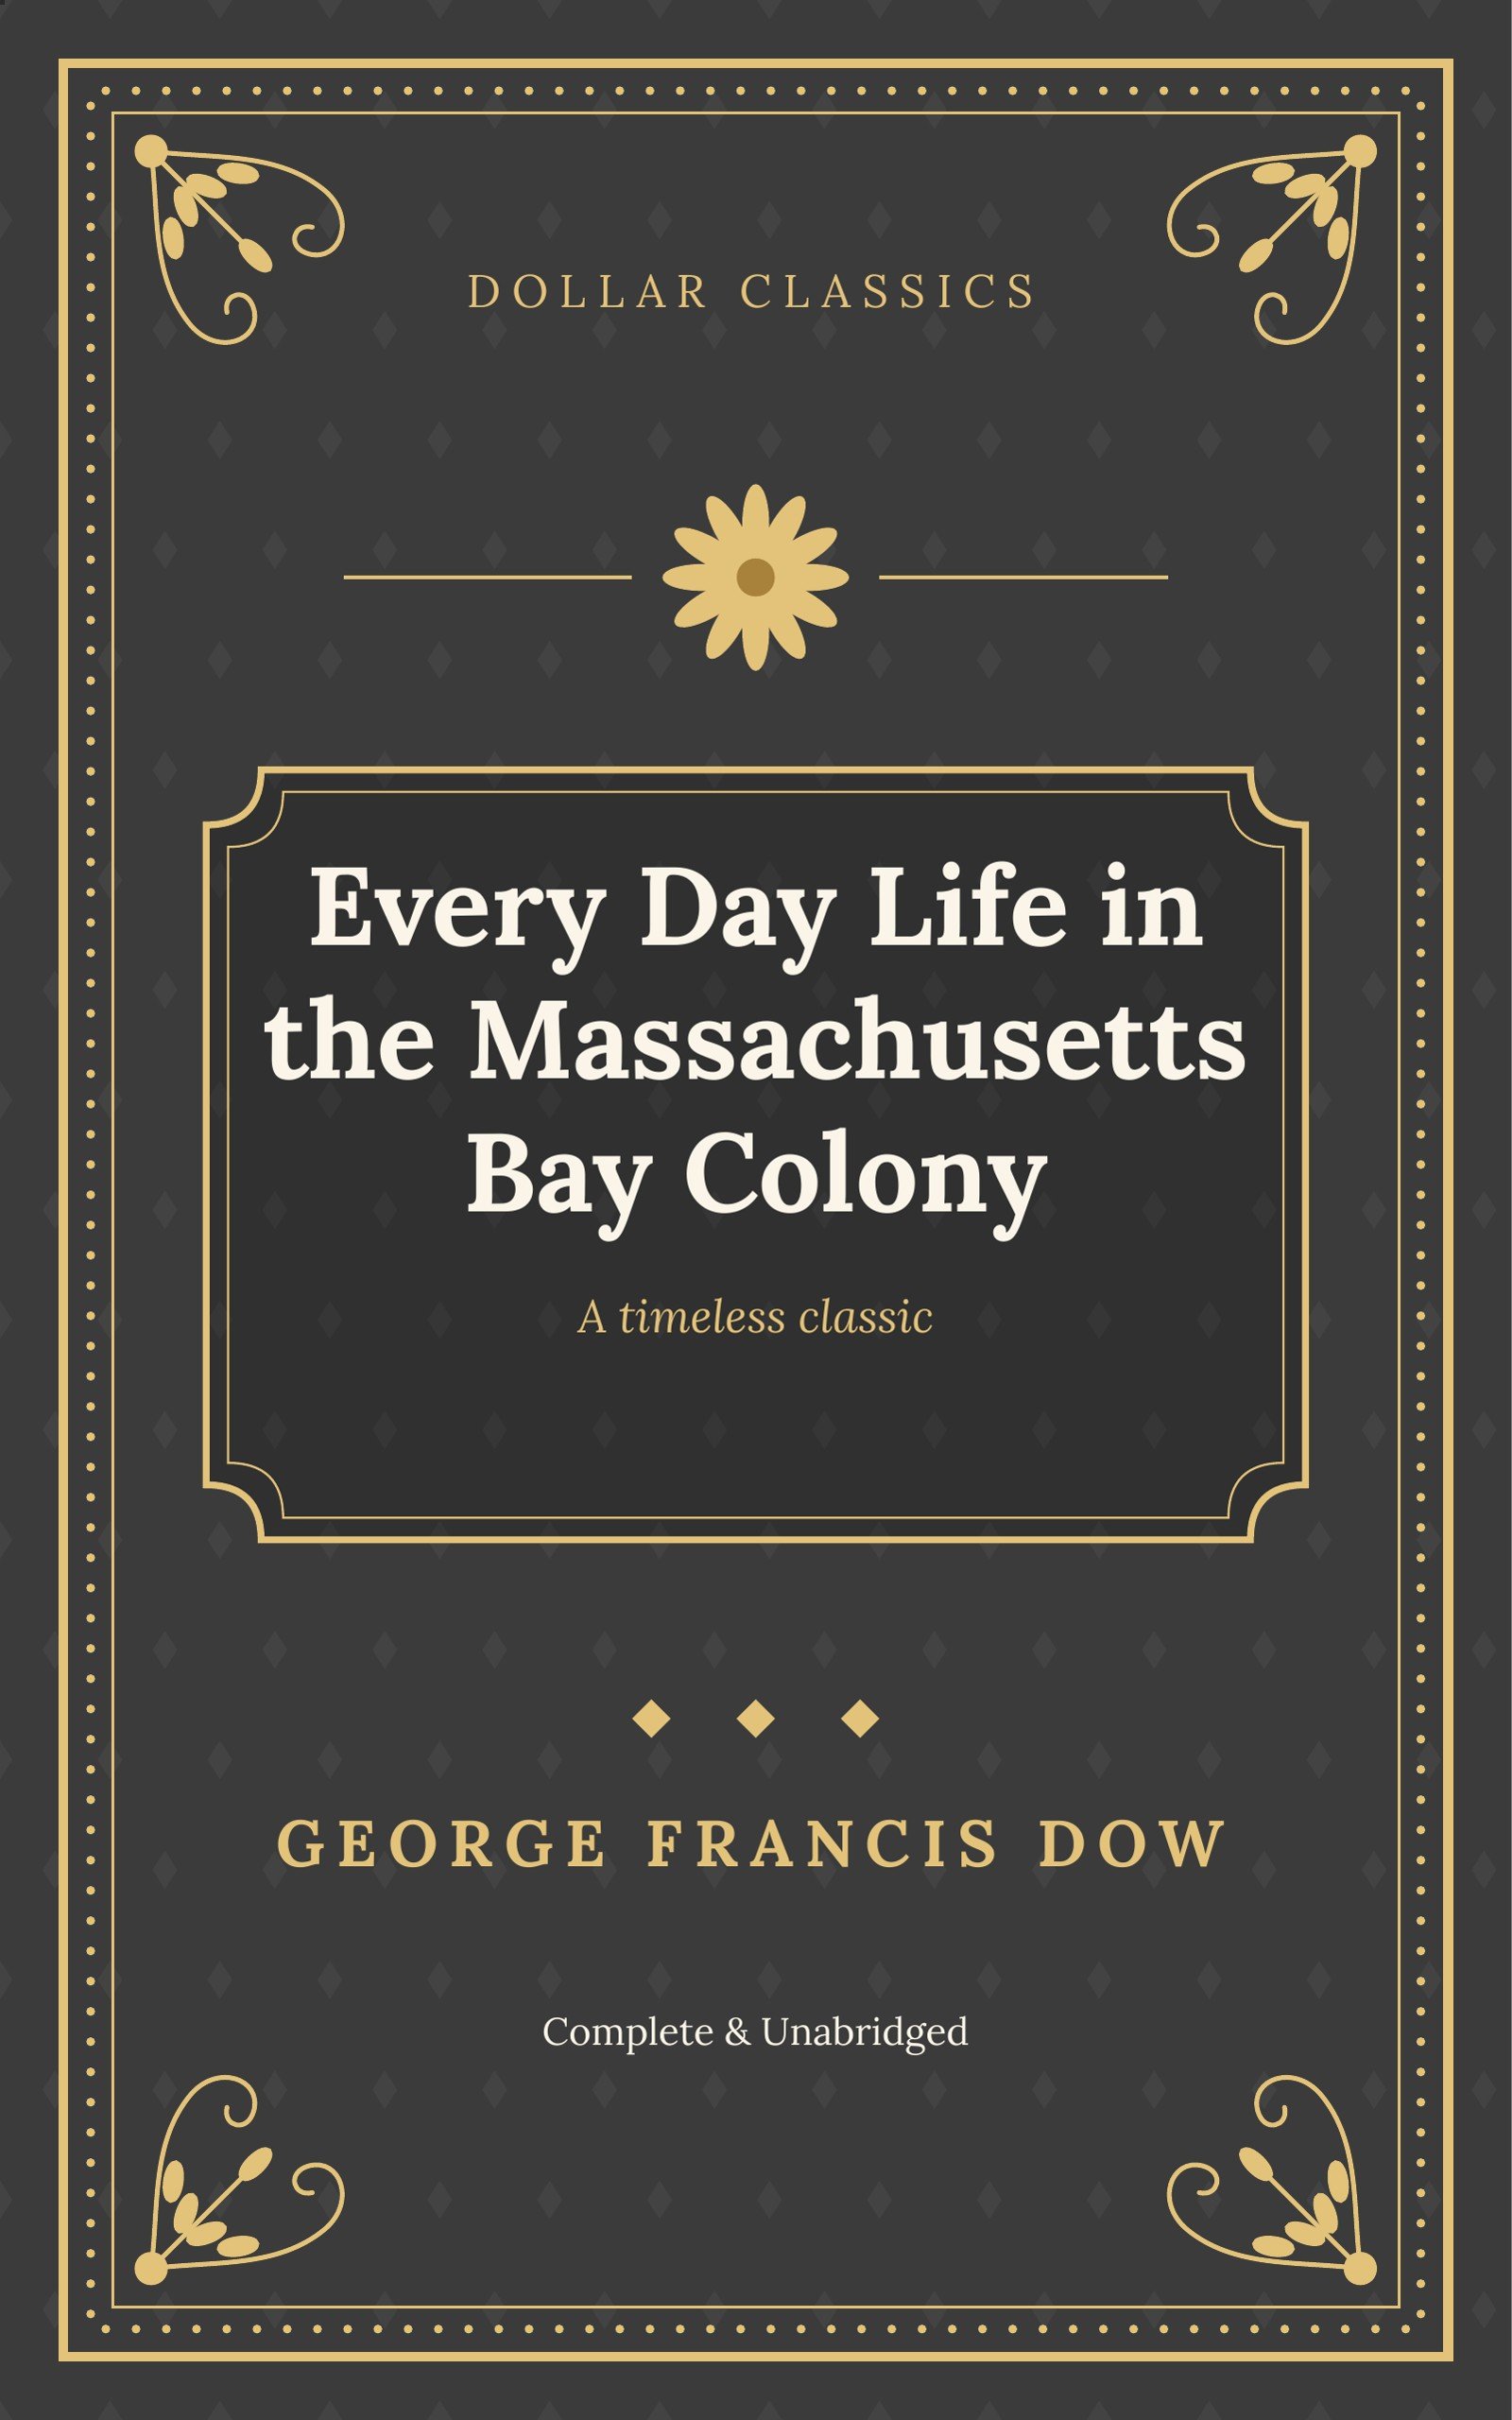 DOLLAR CLASSICS
Every Day Life in
the Massachusetts
Bay Colony
A timeless classic
GEORGE FRANCIS DOW
Complete & Unabridged